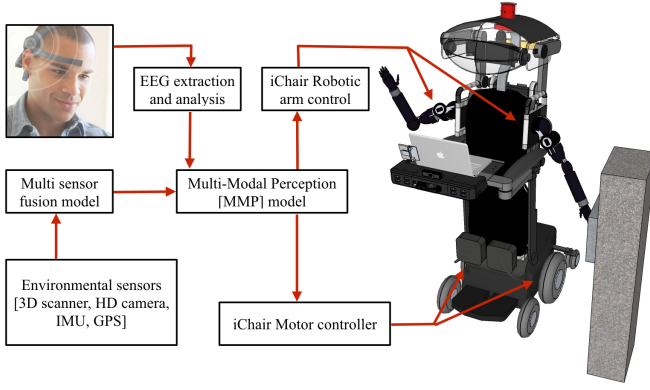 EEG extraction
and analysis
iChair Robotic
arm control
Multi sensor
fusion model
Multi-Modal Perception
[MMP] model
Environmental sensors
[3D scanner, HD camera,
IMU, GPS]
iChair Motor controller